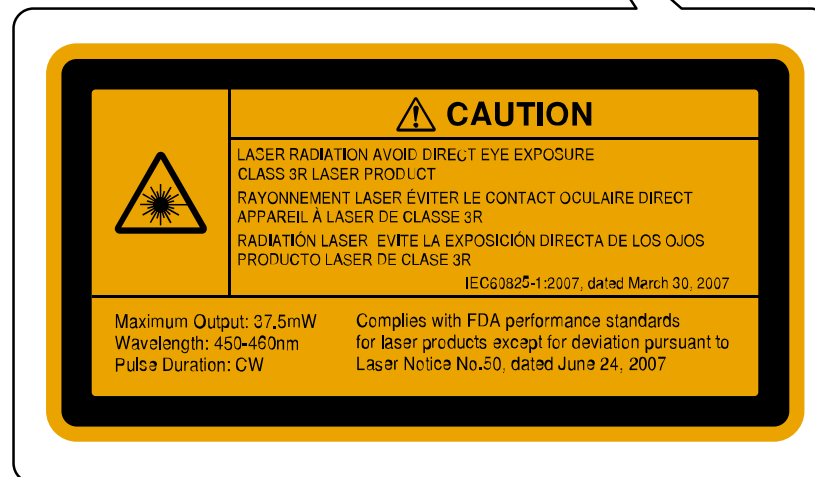 CAUTION
LASER RADIATION AVOID DIRECT EYE EXPOSURE
CLASS 3R LASER PRODUCT
RAYONNEMENT LASER ÉVITER LE CONTACT OCULAIRE DIRECT
APPAREIL À LASER DE CLASSE 3R
RADIATIÓN LASER EVITE LA EXPOSICIÓN DIRECTA DE LOS OJOS
PRODUCTO LASER DE CLASE 3R
IEC60825-1:2007, dated March 30, 2007
Maximum Output: 37.5mW
Wavelength: 450-460nm
Pulse Duration: CW
Complies with FDA performance standards
for laser products except for deviation pursuant to
Laser Notice No.50, dated June 24, 2007